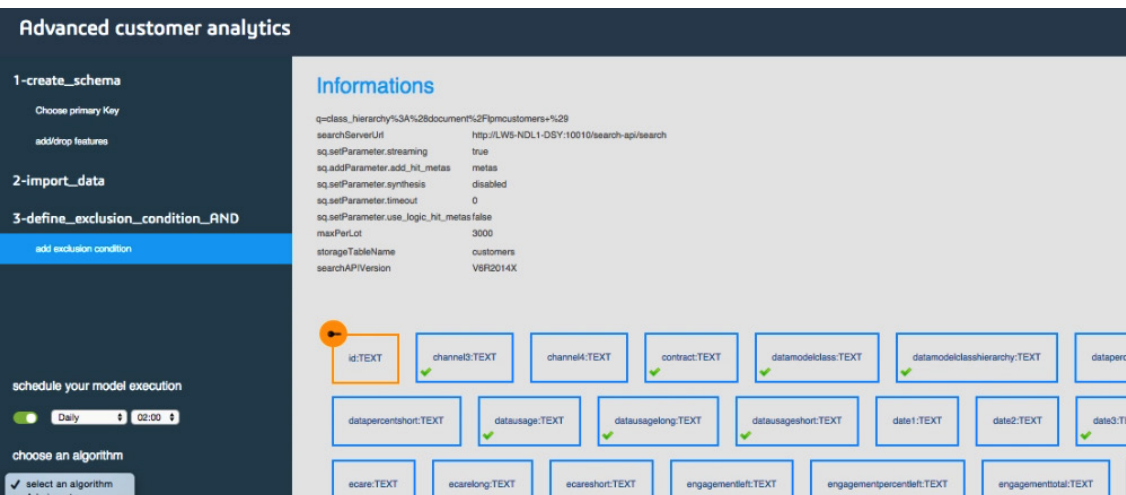 Advanced customer analytics
1-create_schema
Choose primary Key
add/drop features
2-import_data
3-define_exclusion_condition_AND
add exclusion condition
schedule your model execution
Daily 02:00
choose an algorithm
select an algorithm
Informations
q=class_hierarchy%3A%28document%2Flpmcustomers+%29
searchServerUrl http://LW5-NDL1-DSY:10010/search-api/search
sq.setParameter.streaming true
sq.addParameter.add_hit_metas metas
sq.setParameter.synthesis disabled
sq.setParameter.timeout 0
sq.setParameter.use_logic_hit_metas false
maxPerLot 3000
storageTableName customers
searchAPIVersion V6R2014X
id:TEXT channel3:TEXT channel4:TEXT contract:TEXT datamodelclass:TEXT datamodelclasshierarchy:TEXT dataperc
datapercentshort:TEXT datausage:TEXT datausagelong:TEXT datausageshort:TEXT date1:TEXT date2:TEXT date3:T
ecare:TEXT ecarelong:TEXT ecareshort:TEXT engagementleft:TEXT engagementpercentleft:TEXT engagementtotal:TEXT